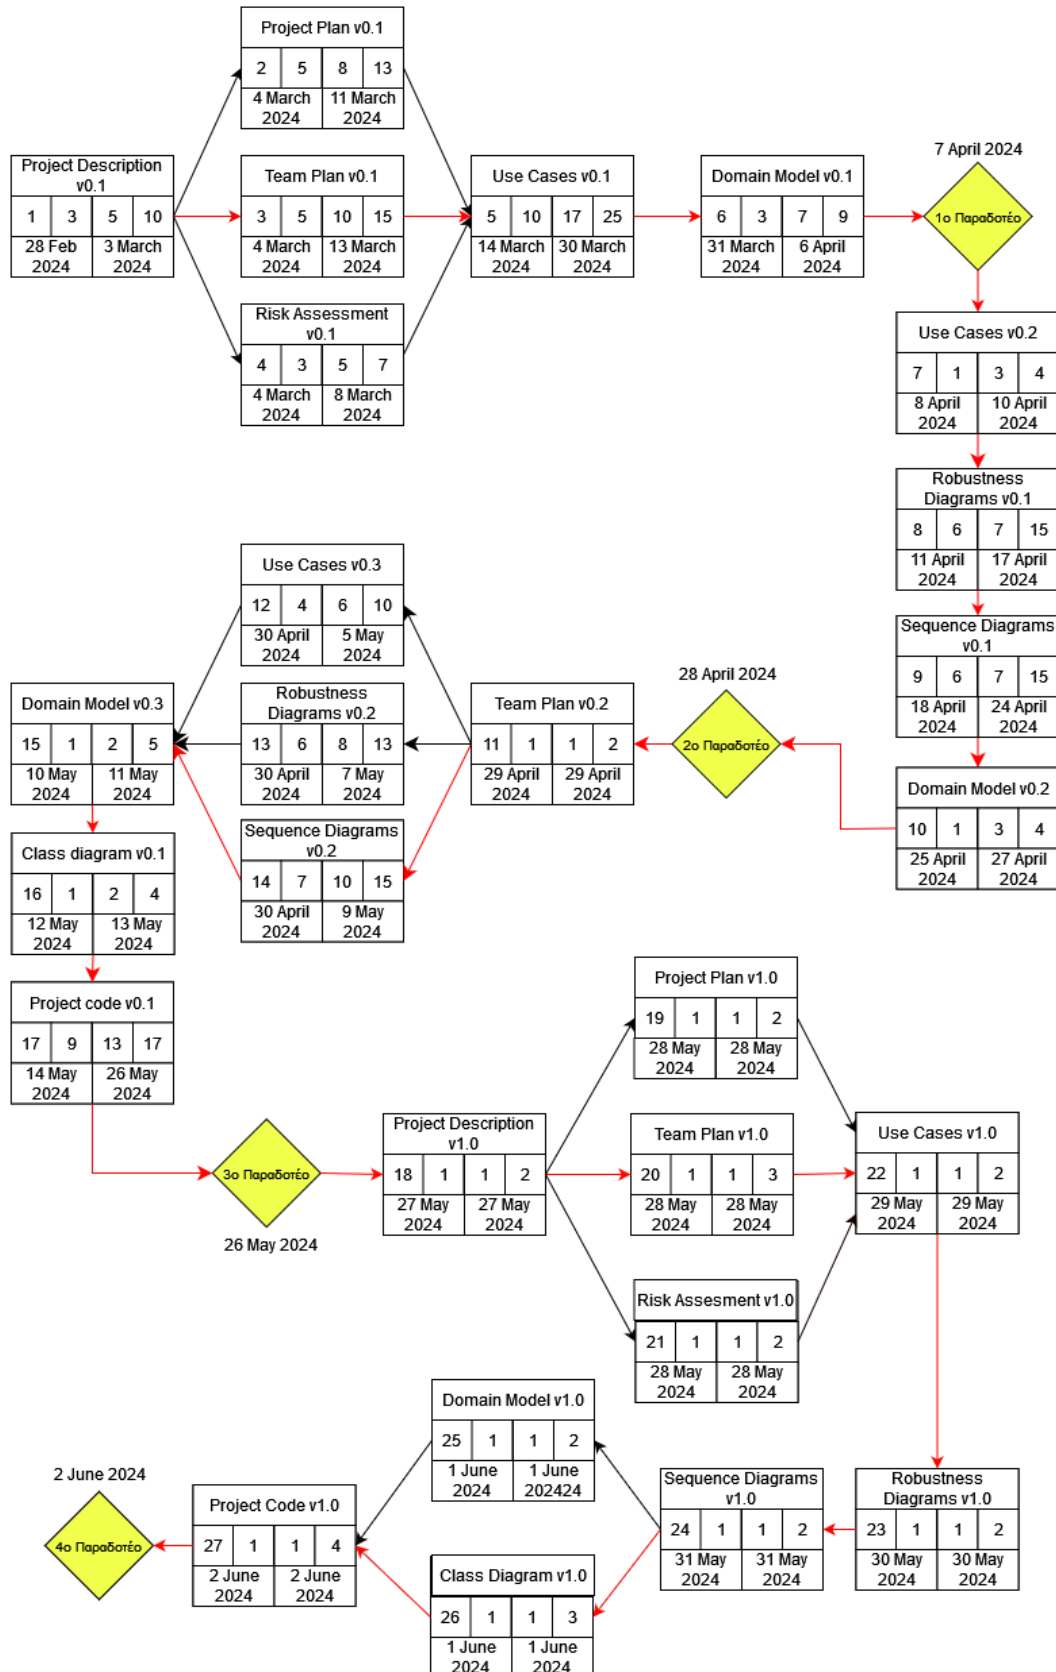 Project Plan v0.1
2 5 8 13
4 March 11 March
2024 2024
Project Description
v0.1
1 3 5 10
28 Feb 3 March
2024 2024
Team Plan v0.1
3 5 10 15
4 March 13 March
2024 2024
Risk Assessment
v0.1
4 3 5 7
4 March 8 March
2024 2024
Use Cases v0.1
5 10 17 25
14 March 30 March
2024 2024
Domain Model v0.1
6 3 7 9
31 March 6 April
2024 2024
7 April 2024
1ο Παραδοτέο
Use Cases v0.2
7 1 3 4
8 April 10 April
2024 2024
Robustness
Diagrams v0.1
8 6 7 15
11 April 17 April
2024 2024
Sequence Diagrams
v0.1
9 6 7 15
18 April 24 April
2024 2024
Domain Model v0.2
10 1 3 4
25 April 27 April
2024 2024
28 April 2024
2ο Παραδοτέο
Team Plan v0.2
11 1 1 2
29 April 29 April
2024 2024
Use Cases v0.3
12 4 6 10
30 April 5 May
2024 2024
Robustness
Diagrams v0.2
13 6 8 13
30 April 7 May
2024 2024
Sequence Diagrams
v0.2
14 7 10 15
30 April 9 May
2024 2024
Domain Model v0.3
15 1 2 5
10 May 11 May
2024 2024
Class diagram v0.1
16 1 2 4
12 May 13 May
2024 2024
Project code v0.1
17 9 13 17
14 May 26 May
2024 2024
3ο Παραδοτέο
26 May 2024
Project Description
v1.0
18 1 1 2
27 May 27 May
2024 2024
Project Plan v1.0
19 1 1 2
28 May 28 May
2024 2024
Team Plan v1.0
20 1 1 3
28 May 28 May
2024 2024
Risk Assesment v1.0
21 1 1 2
28 May 28 May
2024 2024
Use Cases v1.0
22 1 1 2
29 May 29 May
2024 2024
Robustness
Diagrams v1.0
23 1 1 2
30 May 30 May
2024 2024
Sequence Diagrams
v1.0
24 1 1 2
31 May 31 May
2024 2024
Domain Model v1.0
25 1 1 2
1 June 1 June
2024 202424
Class Diagram v1.0
26 1 1 3
1 June 1 June
2024 2024
Project Code v1.0
27 1 1 4
2 June 2 June
2024 2024
2 June 2024
4ο Παραδοτέο